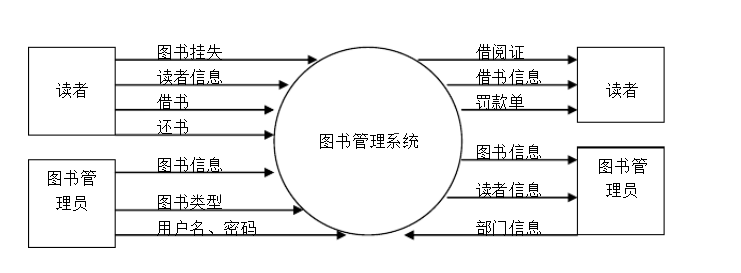 图书挂失
读者信息
借书
还书
读者
图书信息
图书类型
用户名、密码
图书管
理员
图书管理系统
借阅证
借书信息
罚款单
读者
图书信息
读者信息
部门信息
图书管
理员